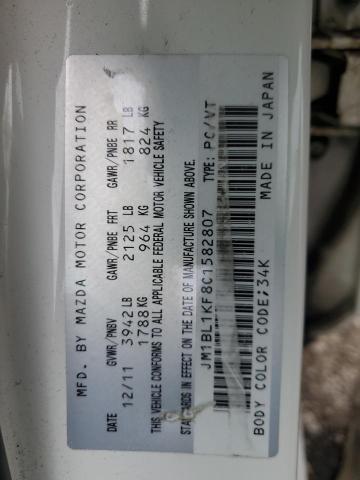 MFD. BY MAZDA MOTOR CORPORATION
DATE GVWR/PNBV GAWR/PNBE FRT GAWR/PNBE RR
12/11 3942 LB 2125 LB 1817 LB
1788 KG 964 KG 824 KG
THIS VEHICLE CONFORMS TO ALL APPLICABLE FEDERAL MOTOR VEHICLE SAFETY
STANDARDS IN EFFECT ON THE DATE OF MANUFACTURE SHOWN ABOVE.
JM1BL1KF8C1582807 TYPE: PC/VT
BODY COLOR CODE;34K MADE IN JAPAN